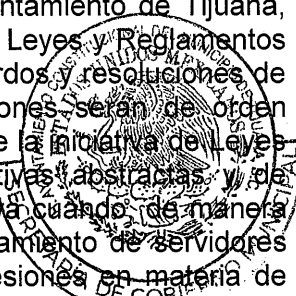 ntamiento de Tijuana,
Leyes y Reglamentos
rdos y resoluciones de
ones serán de orden
e la iniciativa de Leyes
tivas abstractas y de
cuándo de manera
amiento de servidores
esiones en materia de